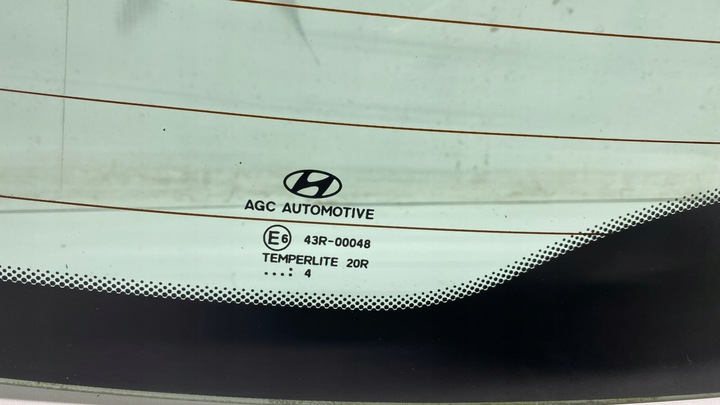 AGC AUTOMOTIVE
E6 43R-00048
TEMPERLITE 20R
...: 4